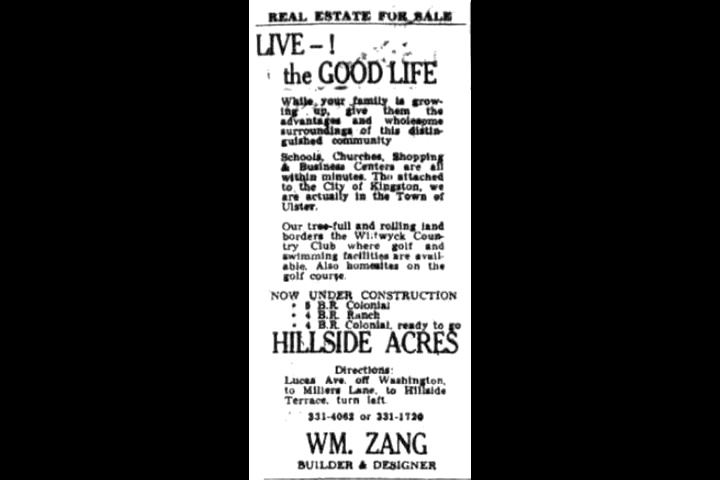 REAL ESTATE FOR SALE
LIVE - !
the GOOD LIFE
While your family is grow-
ing up, give them the
advantages and wholesome
surroundings of this distin-
guished community
Schools, Churches, Shopping
& Business Centers are all
within minutes. Tho attached
to the City of Kingston, we
are actually in the Town of
Ulster.
Our tree-full and rolling land
borders the Wiltwyck Coun-
try Club where golf and
swimming facilities are avail-
able. Also homesites on the
golf course.
NOW UNDER CONSTRUCTION
• 5 B.R. Colonial
• 4 B.R. Ranch
• 4 B.R. Colonial, ready to go
HILLSIDE ACRES
Directions:
Lucas Ave. off Washington,
to Millers Lane, to Hillside
Terrace, turn left.
331-4062 or 331-1720
WM. ZANG
BUILDER & DESIGNER